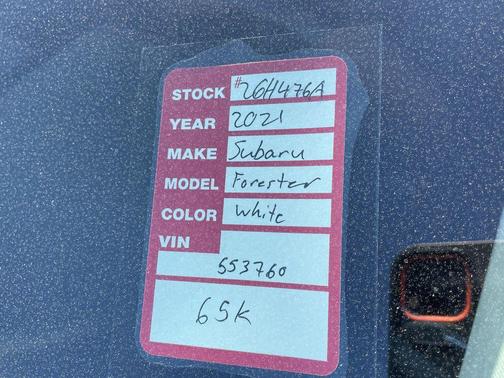 STOCK #26H476A
YEAR 2021
MAKE Subaru
MODEL Forester
COLOR White
VIN
553760
65K